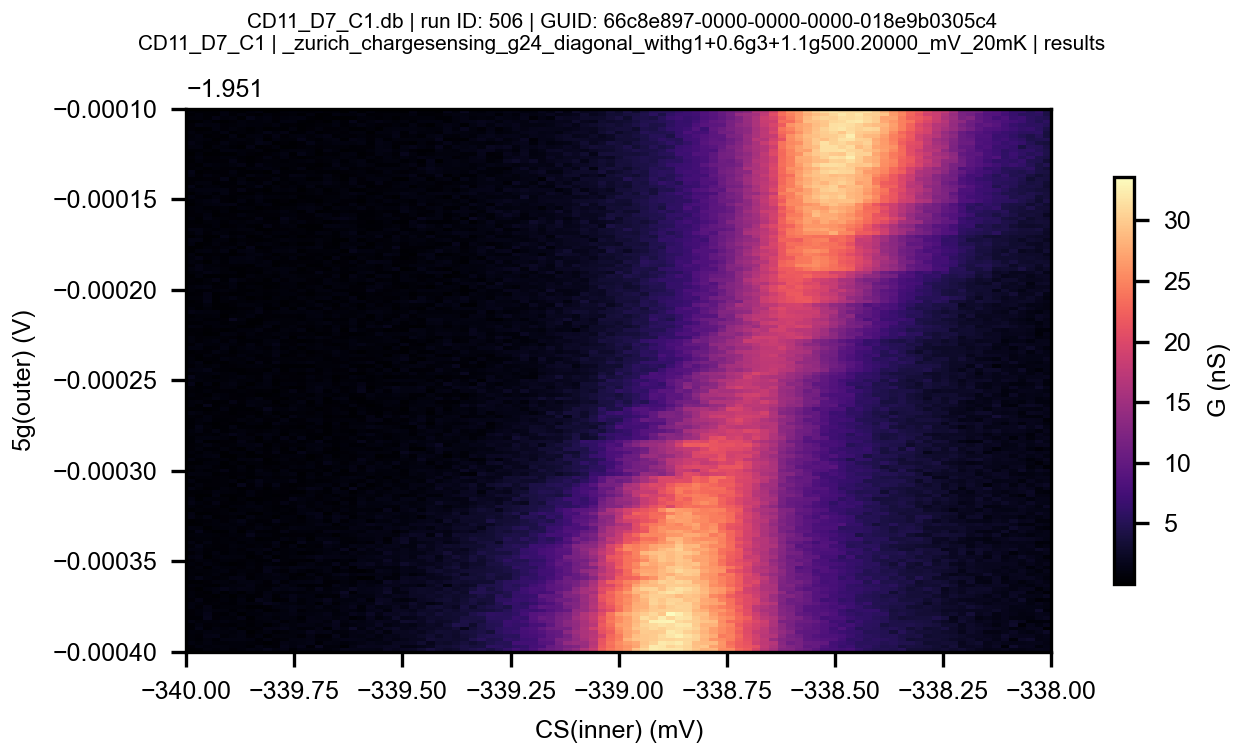 CD11_D7_C1.db | run ID: 506 | GUID: 66c8e897-0000-0000-0000-018e9b0305c4
CD11_D7_C1 | _zurich_chargesensing_g24_diagonal_withg1+0.6g3+1.1g500.20000_mV_20mK | results
−1.951
−0.00010
−0.00015
−0.00020
−0.00025
−0.00030
−0.00035
−0.00040
5g(outer) (V)
−340.00 −339.75 −339.50 −339.25 −339.00 −338.75 −338.50 −338.25 −338.00
CS(inner) (mV)
30
25
20
15
10
5
G (nS)